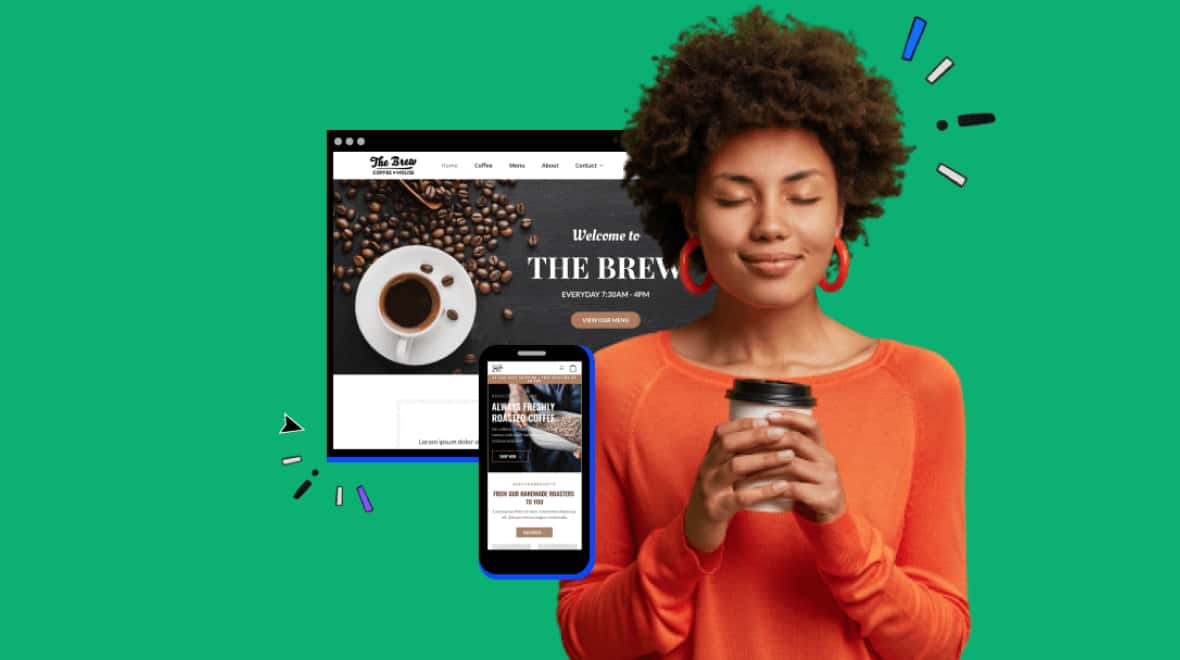 The Brew
COFFEE HOUSE
Home Coffee Menu About Contact
Welcome to
THE BREW
EVERYDAY 7:30AM - 4PM
VIEW OUR MENU
ALWAYS FRESHLY
ROASTED COFFEE
SHOP NOW
FROM OUR HANDMADE ROASTERS
TO YOU
Lorem ipsum dolor